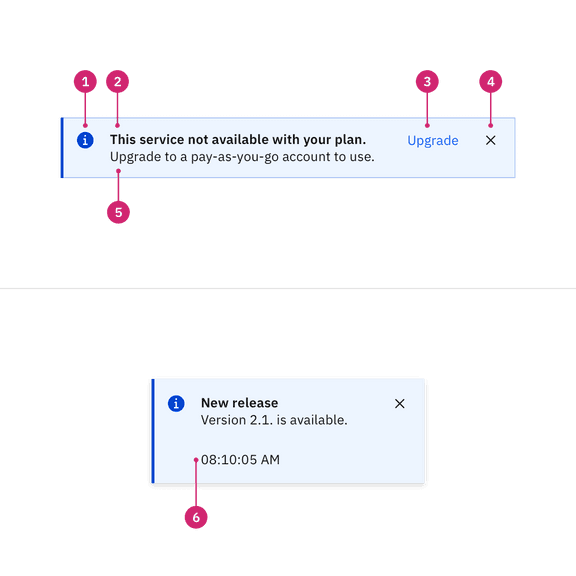 1 2 3 4
This service not available with your plan. Upgrade
Upgrade to a pay-as-you-go account to use.
5
New release
Version 2.1. is available.
08:10:05 AM
6